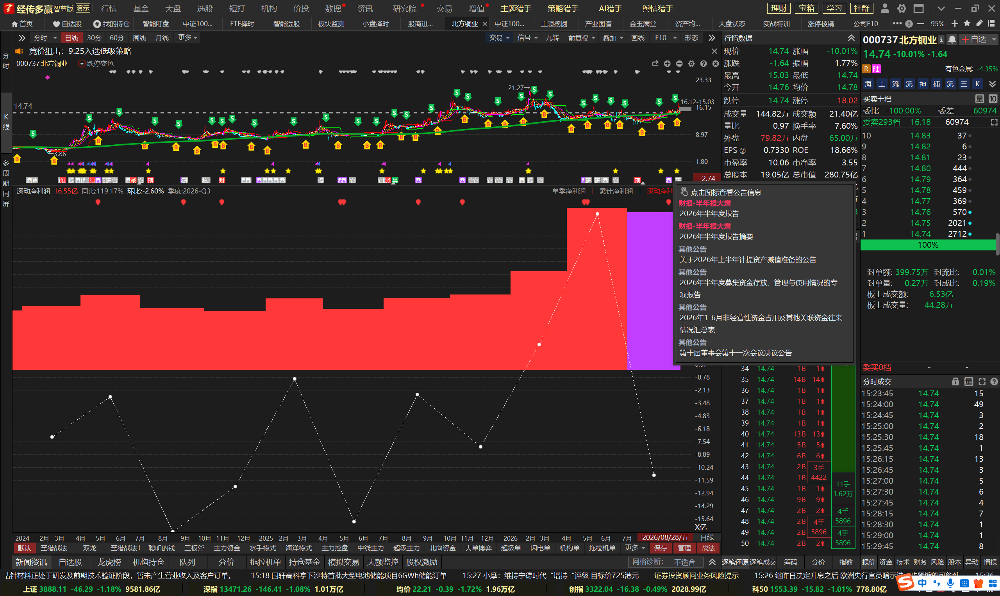 经传多赢 智尊版 演示 行情 基金 大盘 选股 短打 机构 价投 数据 资讯 研究院 交易 增值 主题猎手 策略猎手 AI猎手 舆情猎手 理财 宝箱 学习 社群
首页 自选股 我的持仓 智能盯盘 中证100... ETF择时 智能选股 板块监测 小盘择时 股商进... 北方铜业 中证100... 主题挖掘 产业图谱 金玉满堂 资产均... 大盘状态 实战特训 涨停棱镜 公司F10 95%
分时 日线 30分 60分 周线 月线 更多 交易 信号 九转 前复权 叠加 画线 F10 形态
竞价狙击：9:25入选低吸策略
000737 北方铜业 跌停变色
分时
K线
多周期同屏
23.33
21.27→
16.12-15.03
16.15
14.74
8.97
←3.86
1.80
-2.74
滚动净利润 16.55亿 同比:119.17% 环比:-2.60% 季度:2026-Q3
单季净利润 累计净利润 滚动净利
点击图标查看公告信息
财报-半年报大增
2026年半年度报告
财报-半年报大增
2026年半年度报告摘要
其他公告
关于2026年上半年计提资产减值准备的公告
其他公告
2026年半年度募集资金存放、管理与使用情况的专
项报告
其他公告
2026年1-6月非经营性资金占用及其他关联资金往来
情况汇总表
其他公告
第十届董事会第十一次会议决议公告
-0.78
-2.13
-3.48
-4.83
-6.18
-7.54
-8.89
-10.24
-11.59
-12.94
-14.29
-15.64
X亿
2024 2月 3月 4月 5月 6月 7月 8月 9月 10月 11月 12月 2025 2月 3月 4月 5月 6月 7月 8月 9月 10月 11月 12月 2026 2月 3月 4月 5月 6月 7月 2026/08/28/五 日线
默认 至猎战法 双龙 至猎战法1 聪明的钱 三板斧 主力资金 水手模式 海洋模式 主力控盘 中线主力 超级主力 北向资金 大单博弈 超级单 闪电单 机构单 拖拉机单 更多 保存 管理 战法
新闻资讯 自选股 龙虎榜 机构持仓 队列 分价 拖拉机单 持仓基金 模拟交易 大额监控 股权激励 网格诊断： 不适合
行情数据
现价 14.74 涨幅 -10.01%
涨跌 -1.64 振幅 1.77%
最高 15.03 最低 14.74
今开 14.76 均价 14.78
跌停 14.74 涨停 18.02
成交量 144.82万 成交额 21.40亿
量比 0.97 换手率 7.60%
外盘 79.82万 内盘 65.00万
EPS ② 0.7330 ROE 18.66%
市盈率 10.06 市净率 3.55
总股本 19.05亿 总市值 280.75亿
34 14.74 1B 1
35 14.74 14B 14
36 14.74 1B 1
37 14.74 1B 1
38 14.74 1B 1
39 14.74 1B 1
40 14.74 13B 13
41 14.74 5B 5
42 14.74 6B 6
43 14.74 2B 3手
44 14.74 1B 4422
45 14.74 1B 1
46 14.74 9B 9
47 14.74 2B 2
48 14.74 2B 4手
49 14.74 2B 5896
50 14.74 2B 2
11手
1.62万
4手
5896
4手
5896
逐笔还原 逐笔成交 筹码 分价 指数
000737 北方铜业 自选
14.74 -10.01% -1.64
R 陆 有色金属: -4.35%
海 主 流 流 神 捕 流 三 K
买卖十档 量 10
委比 -100.00% 委差 -60974
委卖293档 16.18 60974
10 14.83 37
9 14.82 6
8 14.81 23
7 14.80 444
6 14.79 364
5 14.78 459
4 14.77 369
3 14.76 570
2 14.75 2021
1 14.74 2712
100%
封单额: 399.75万 封流比: 0.01%
封单量: 0.27万 封成比: 0.19%
板上成交额: 6.53亿
板上成交量: 44.28万
委买0档 - -
分时成交 量
15:23:45 14.74 15
15:24:00 14.74 49
15:24:45 14.74 3
15:25:00 14.74 2
15:25:30 14.74 18
15:25:45 14.74 1
15:26:15 14.74 13
15:26:45 14.74 3
15:27:00 14.74 5
15:27:30 14.74 6
15:27:45 14.74 4
15:28:15 14.74 7
15:28:30 14.74 1
15:29:00 14.74 1
15:29:45 14.74 8
报价 资金 技术 财务 风险 股本 异动 情报
钻针材料正处于研发及前期技术验证阶段，暂未产生营业收入及客户订单。 15:18 国轩高科拿下沙特首批大型电池储能项目6GWh储能订单 15:27 小摩：维持宁德时代“增持“评级 目标价725港元 证券投资顾问业务风险提示 15:26 继昨日决定升息之后 欧洲央行官员暗示
上证 3888.11 -46.29 -1.18% 9581.86亿 深指 13471.26 -146.41 -1.08% 1.01万亿 均价 22.21 -0.39 -1.72% 1.96万亿 创指 3322.04 -16.38 -0.49% 2028.99亿 科50 1553.39 -15.82 -1.01% 778.80亿
中